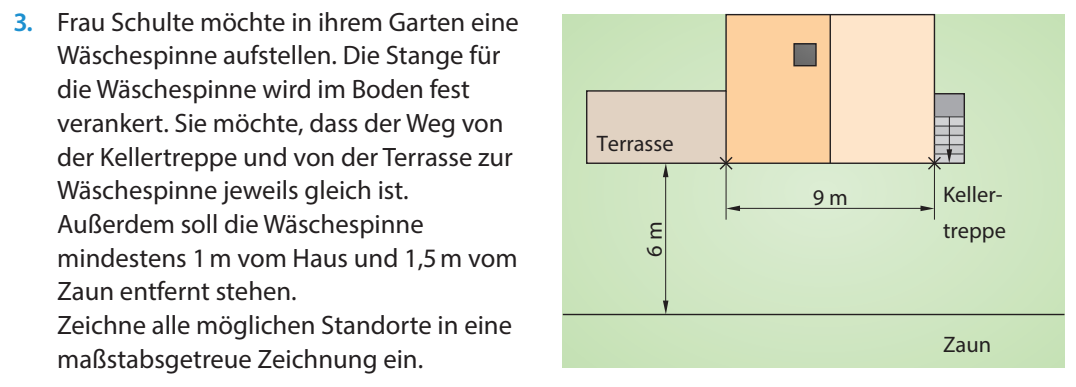 3. Frau Schulte möchte in ihrem Garten eine
Wäschespinne aufstellen. Die Stange für
die Wäschespinne wird im Boden fest
verankert. Sie möchte, dass der Weg von
der Kellertreppe und von der Terrasse zur
Wäschespinne jeweils gleich ist.
Außerdem soll die Wäschespinne
mindestens 1 m vom Haus und 1,5 m vom
Zaun entfernt stehen.
Zeichne alle möglichen Standorte in eine
maßstabsgetreue Zeichnung ein.
Terrasse
9 m
Keller-
treppe
6 m
Zaun